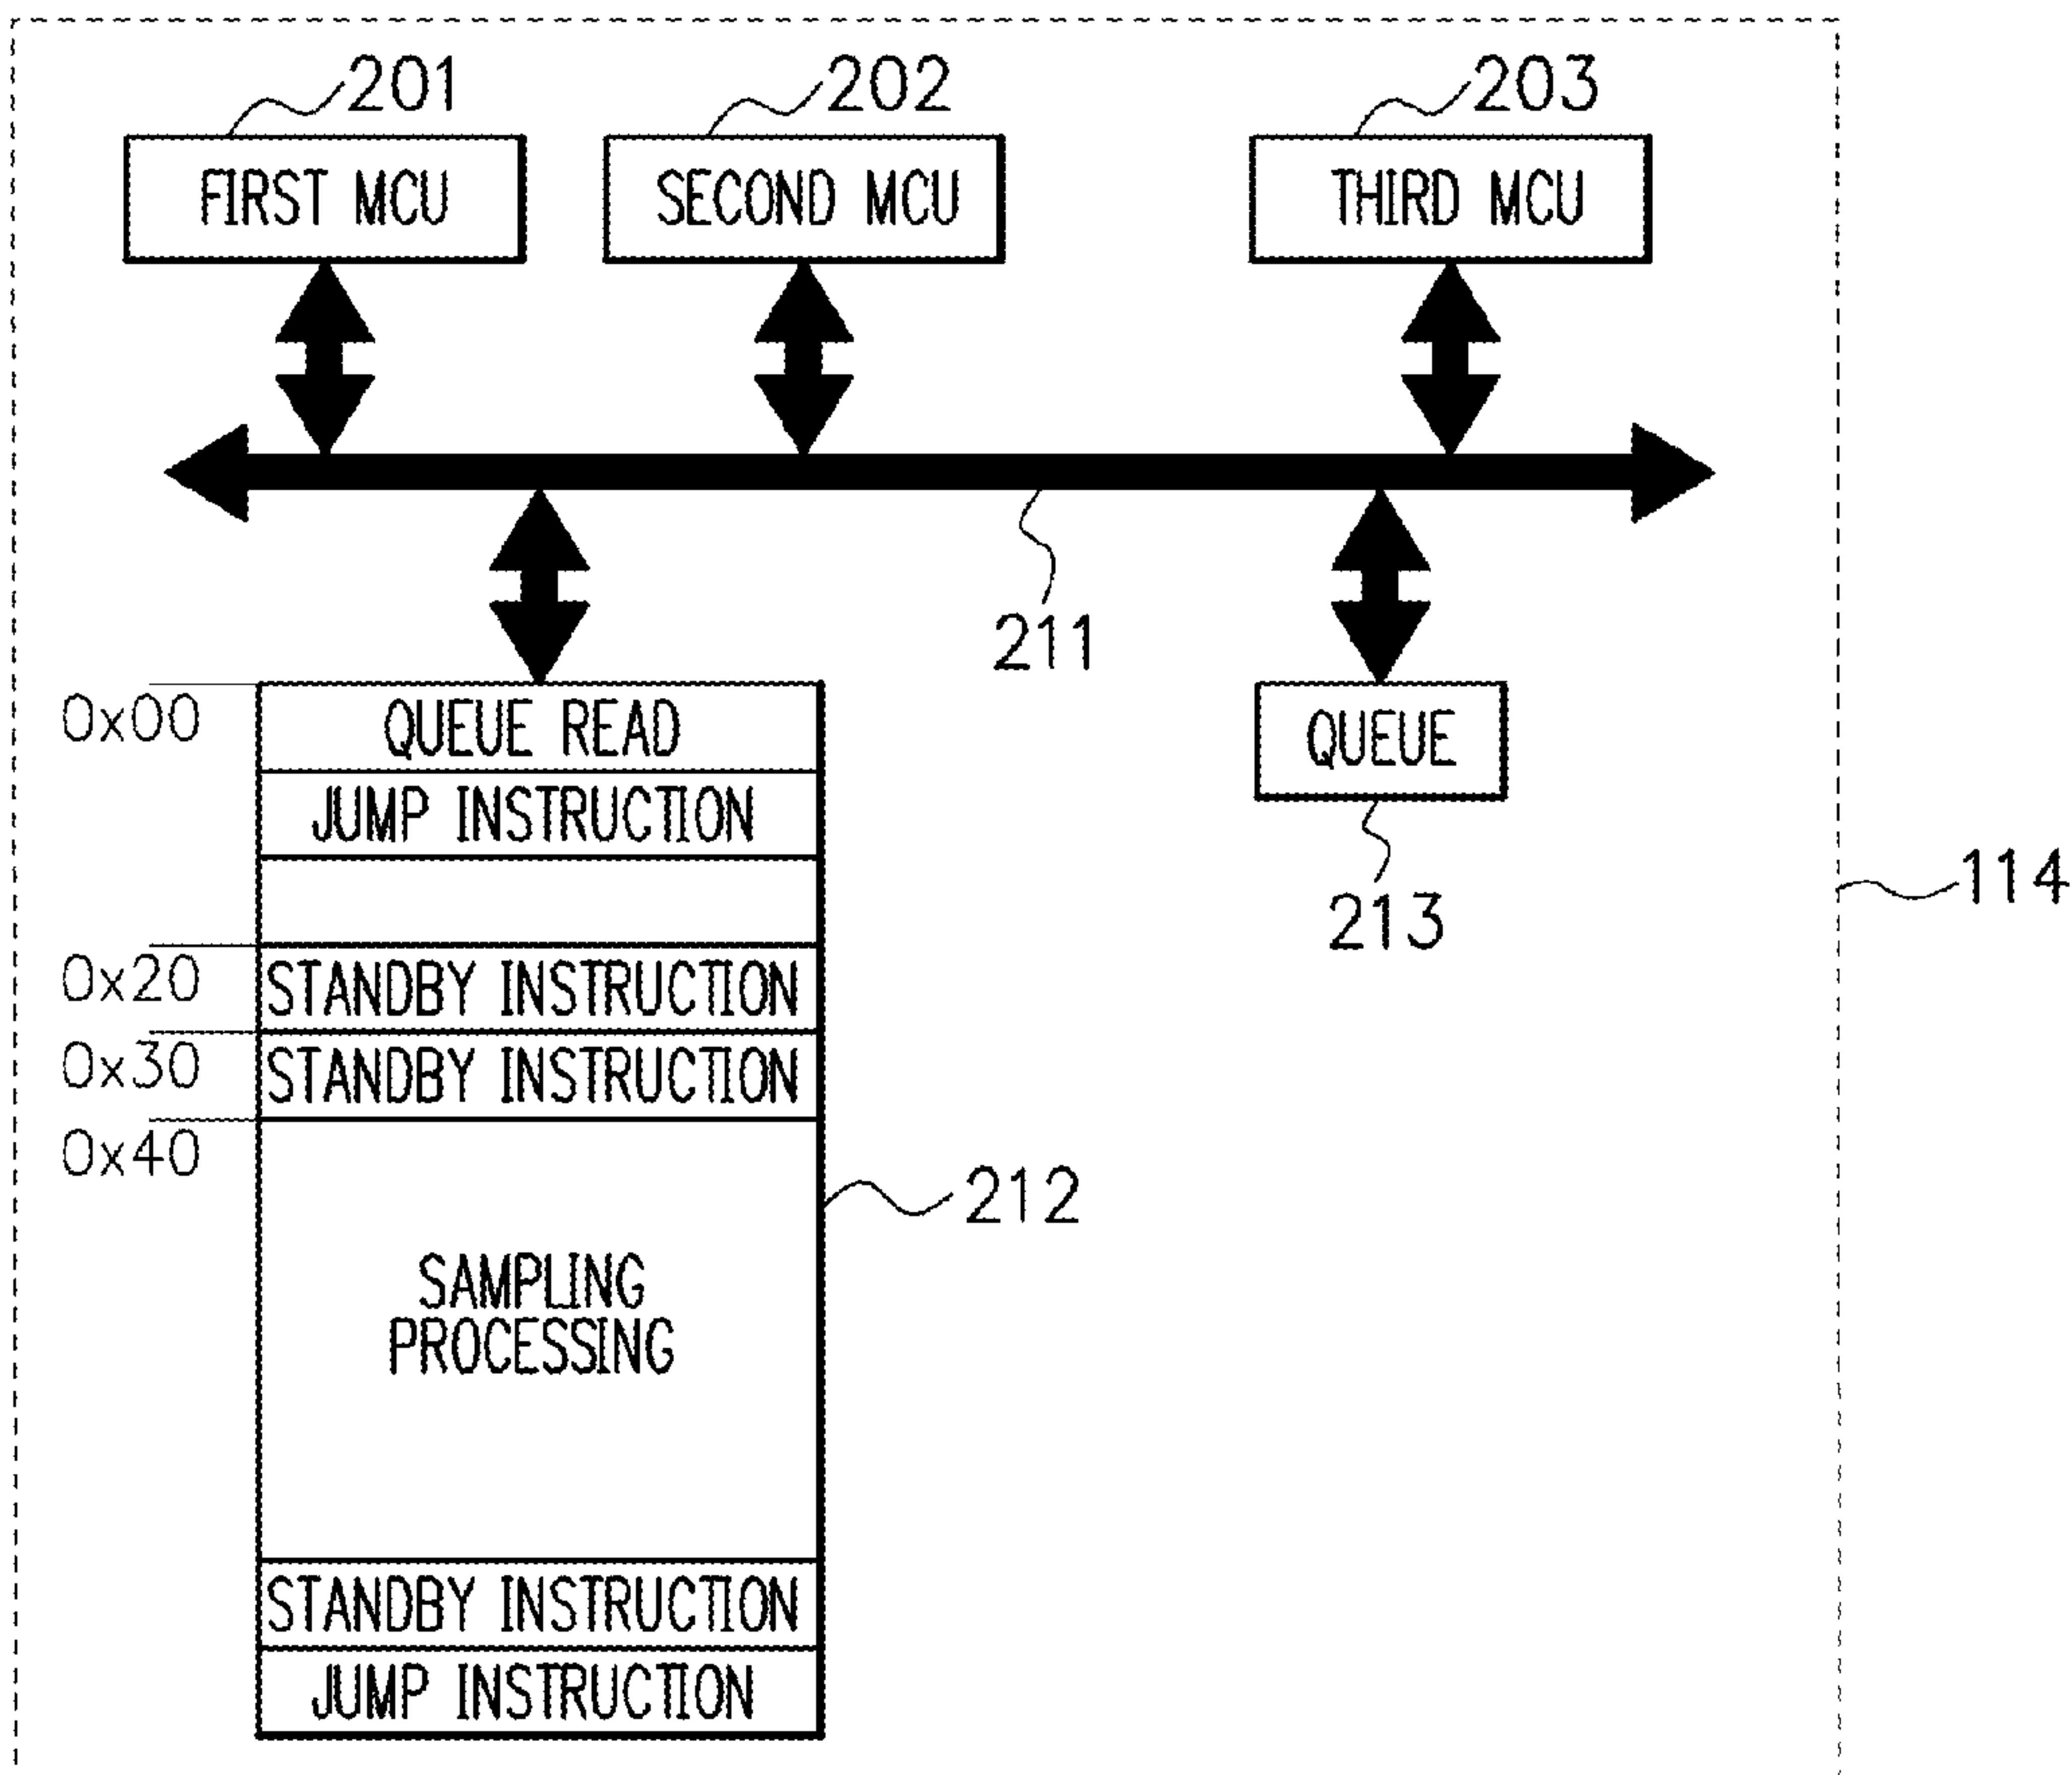 201
202
203
FIRST MCU
SECOND MCU
THIRD MCU
211
0x00
QUEUE READ
QUEUE
JUMP INSTRUCTION
213
114
0x20
STANDBY INSTRUCTION
0x30
STANDBY INSTRUCTION
0x40
212
SAMPLING
PROCESSING
STANDBY INSTRUCTION
JUMP INSTRUCTION